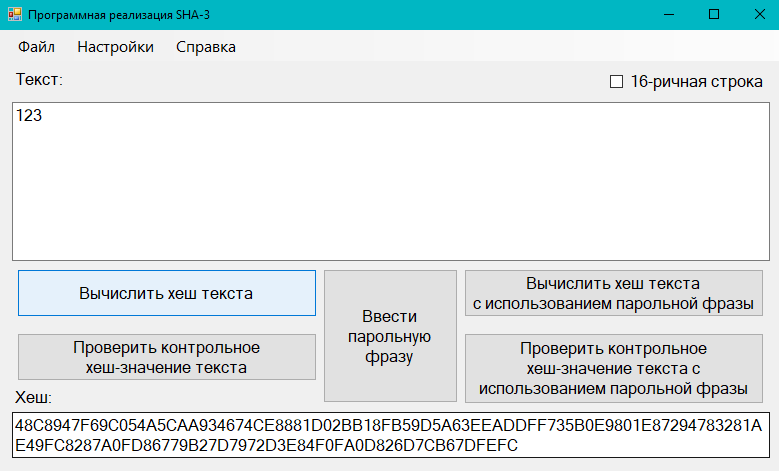 Программная реализация SHA-3
Файл Настройки Справка
Текст:
16-ричная строка
123
Вычислить хеш текста
Ввести
парольную
фразу
Вычислить хеш текста
с использованием парольной фразы
Проверить контрольное
хеш-значение текста
Проверить контрольное
хеш-значение текста с
использованием парольной фразы
Хеш:
48C8947F69C054A5CAA934674CE8881D02BB18FB59D5A63EEADDFF735B0E9801E87294783281A
E49FC8287A0FD86779B27D7972D3E84F0FA0D826D7CB67DFEFC